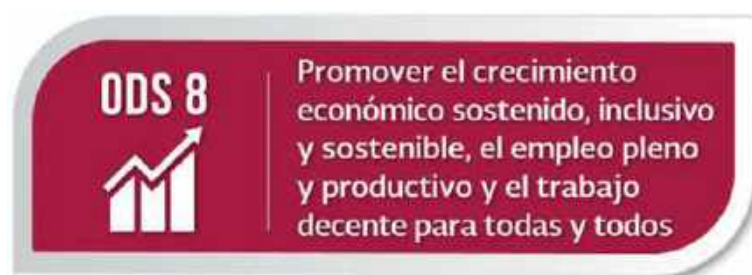 ODS 8
Promover el crecimiento
económico sostenido, inclusivo
y sostenible, el empleo pleno
y productivo y el trabajo
decente para todas y todos